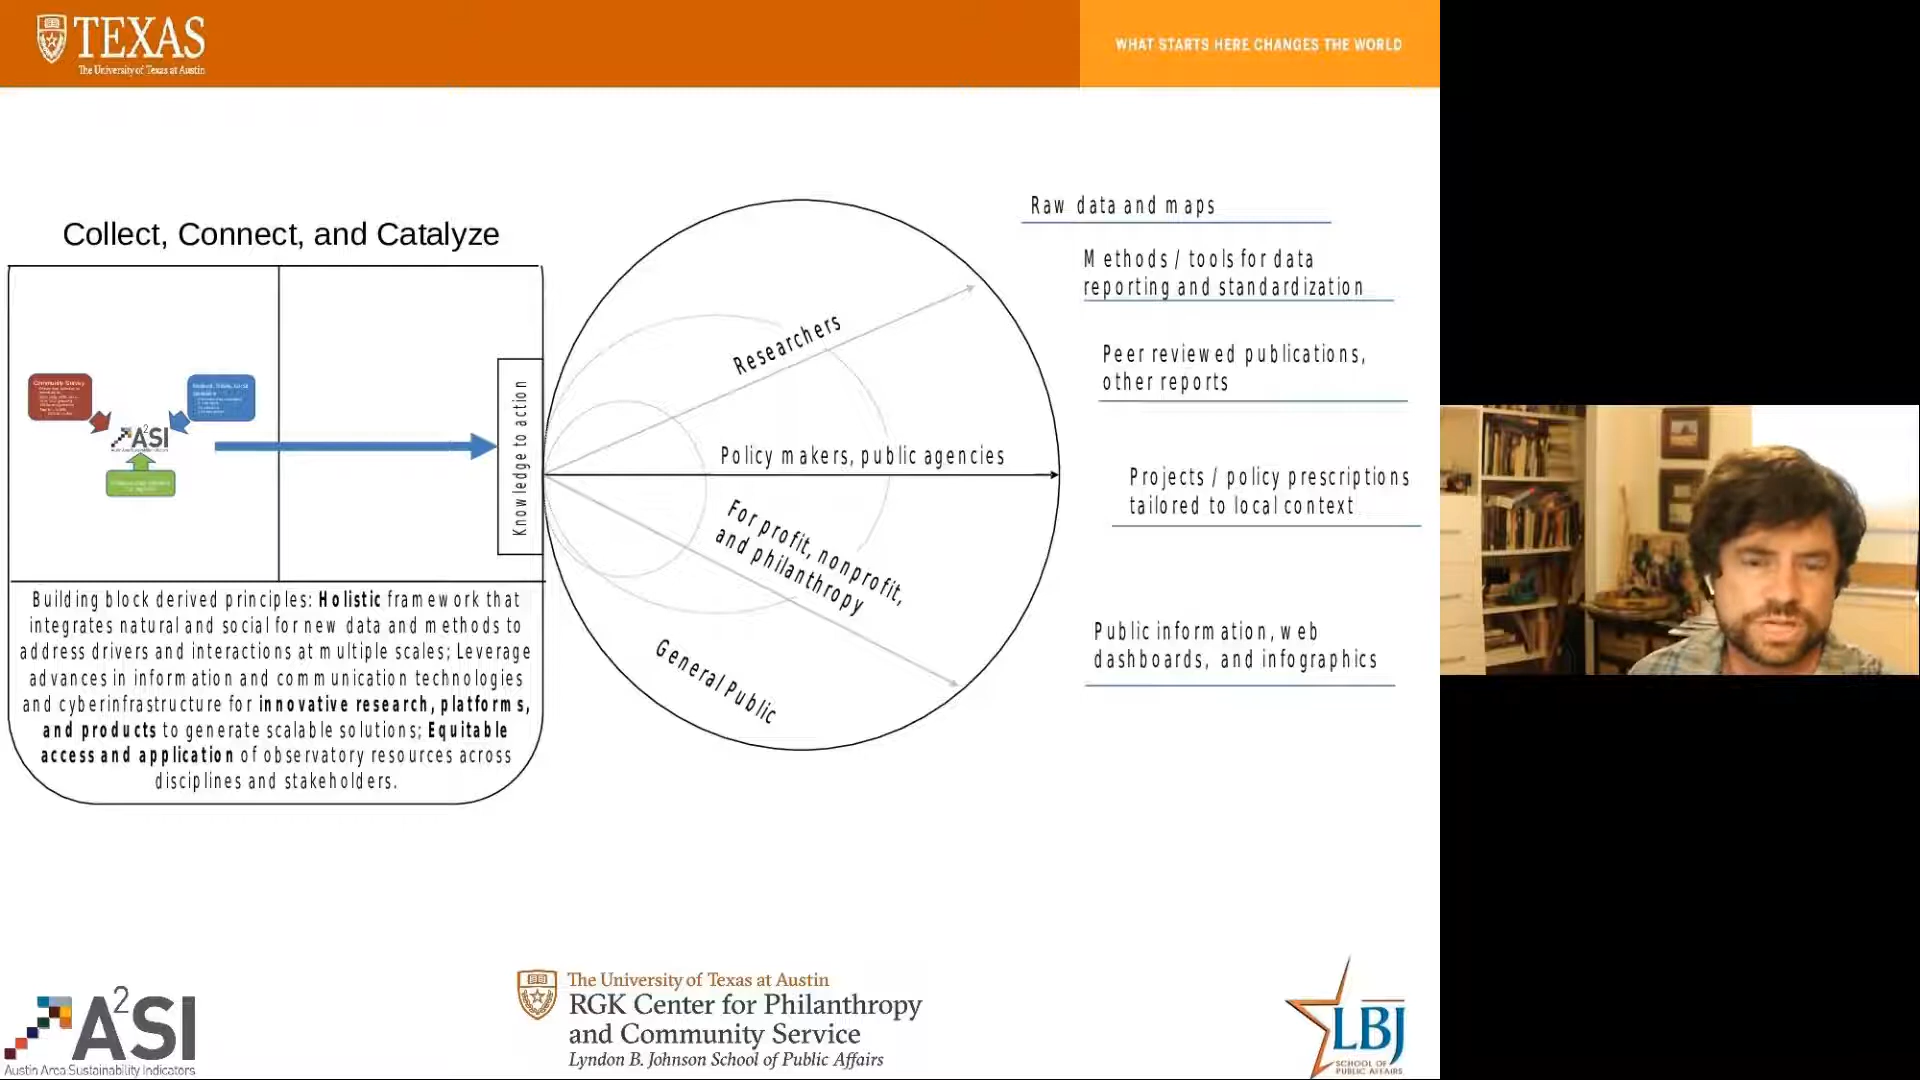 TEXAS
The University of Texas at Austin
WHAT STARTS HERE CHANGES THE WORLD
Collect, Connect, and Catalyze
Community Survey
A²SI
Knowledge to action
Building block derived principles: Holistic framework that
integrates natural and social for new data and methods to
address drivers and interactions at multiple scales; Leverage
advances in information and communication technologies
and cyberinfrastructure for innovative research, platforms,
and products to generate scalable solutions; Equitable
access and application of observatory resources across
disciplines and stakeholders.
Researchers
Policy makers, public agencies
For profit, nonprofit,
and philanthropy
General Public
Raw data and maps
Methods / tools for data
reporting and standardization
Peer reviewed publications,
other reports
Projects / policy prescriptions
tailored to local context
Public information, web
dashboards, and infographics
A²SI
Austin Area Sustainability Indicators
The University of Texas at Austin
RGK Center for Philanthropy
and Community Service
Lyndon B. Johnson School of Public Affairs
LBJ
SCHOOL OF
PUBLIC AFFAIRS